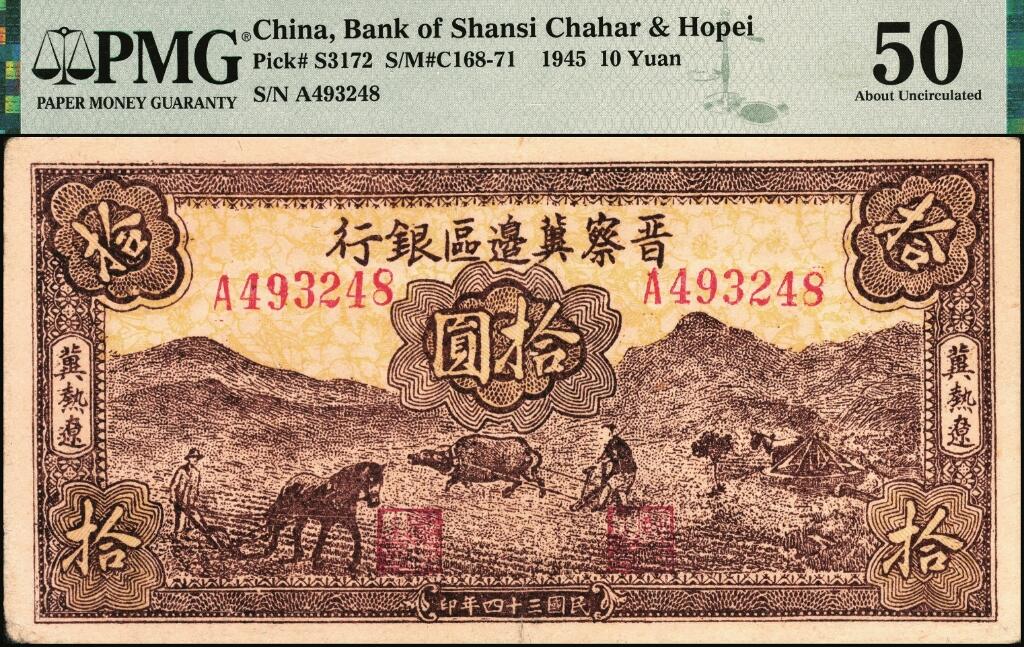 PMG®
PAPER MONEY GUARANTY
China, Bank of Shansi Chahar & Hopei
Pick# S3172 S/M#C168-71 1945 10 Yuan
S/N A493248
50
About Uncirculated
拾
晋察冀邊區銀行
A493248
A493248
拾圓
冀熱遼
冀熱遼
拾
拾
民國三十四年印